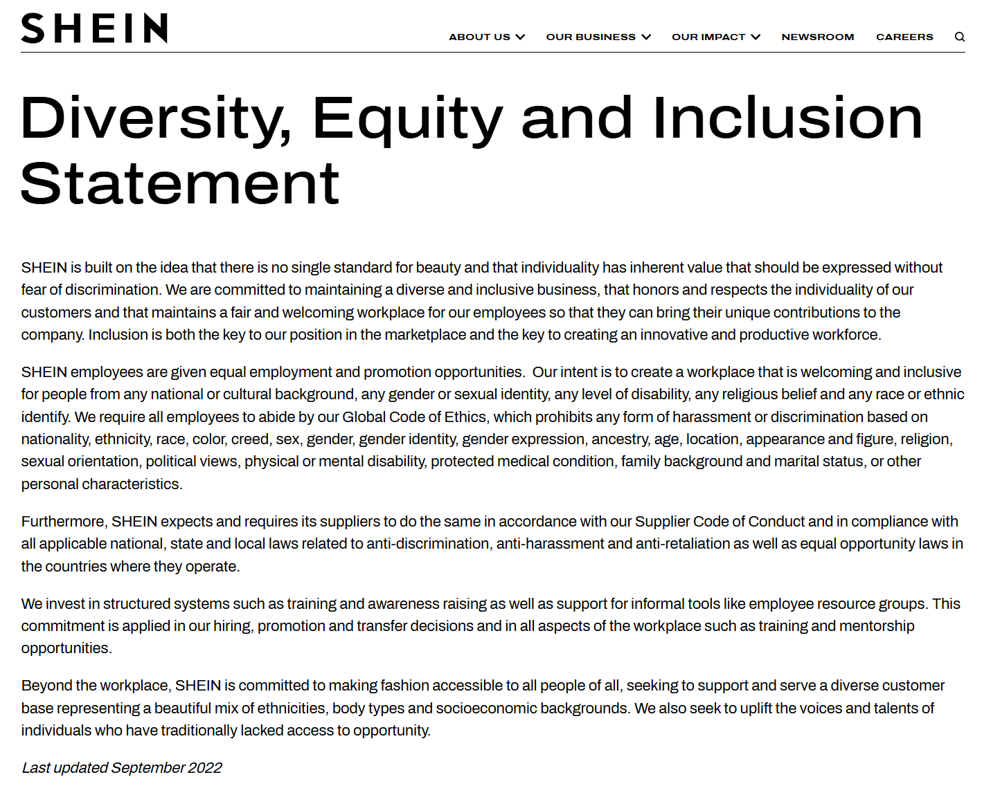 SHEIN
ABOUT US
OUR BUSINESS
OUR IMPACT
NEWSROOM
CAREERS
Diversity, Equity and Inclusion
Statement
SHEIN is built on the idea that there is no single standard for beauty and that individuality has inherent value that should be expressed without
fear of discrimination. We are committed to maintaining a diverse and inclusive business, that honors and respects the individuality of our
customers and that maintains a fair and welcoming workplace for our employees so that they can bring their unique contributions to the
company. Inclusion is both the key to our position in the marketplace and the key to creating an innovative and productive workforce.
SHEIN employees are given equal employment and promotion opportunities.  Our intent is to create a workplace that is welcoming and inclusive
for people from any national or cultural background, any gender or sexual identity, any level of disability, any religious belief and any race or ethnic
identify. We require all employees to abide by our Global Code of Ethics, which prohibits any form of harassment or discrimination based on
nationality, ethnicity, race, color, creed, sex, gender, gender identity, gender expression, ancestry, age, location, appearance and figure, religion,
sexual orientation, political views, physical or mental disability, protected medical condition, family background and marital status, or other
personal characteristics.
Furthermore, SHEIN expects and requires its suppliers to do the same in accordance with our Supplier Code of Conduct and in compliance with
all applicable national, state and local laws related to anti-discrimination, anti-harassment and anti-retaliation as well as equal opportunity laws in
the countries where they operate.
We invest in structured systems such as training and awareness raising as well as support for informal tools like employee resource groups. This
commitment is applied in our hiring, promotion and transfer decisions and in all aspects of the workplace such as training and mentorship
opportunities.
Beyond the workplace, SHEIN is committed to making fashion accessible to all people of all, seeking to support and serve a diverse customer
base representing a beautiful mix of ethnicities, body types and socioeconomic backgrounds. We also seek to uplift the voices and talents of
individuals who have traditionally lacked access to opportunity.
Last updated September 2022